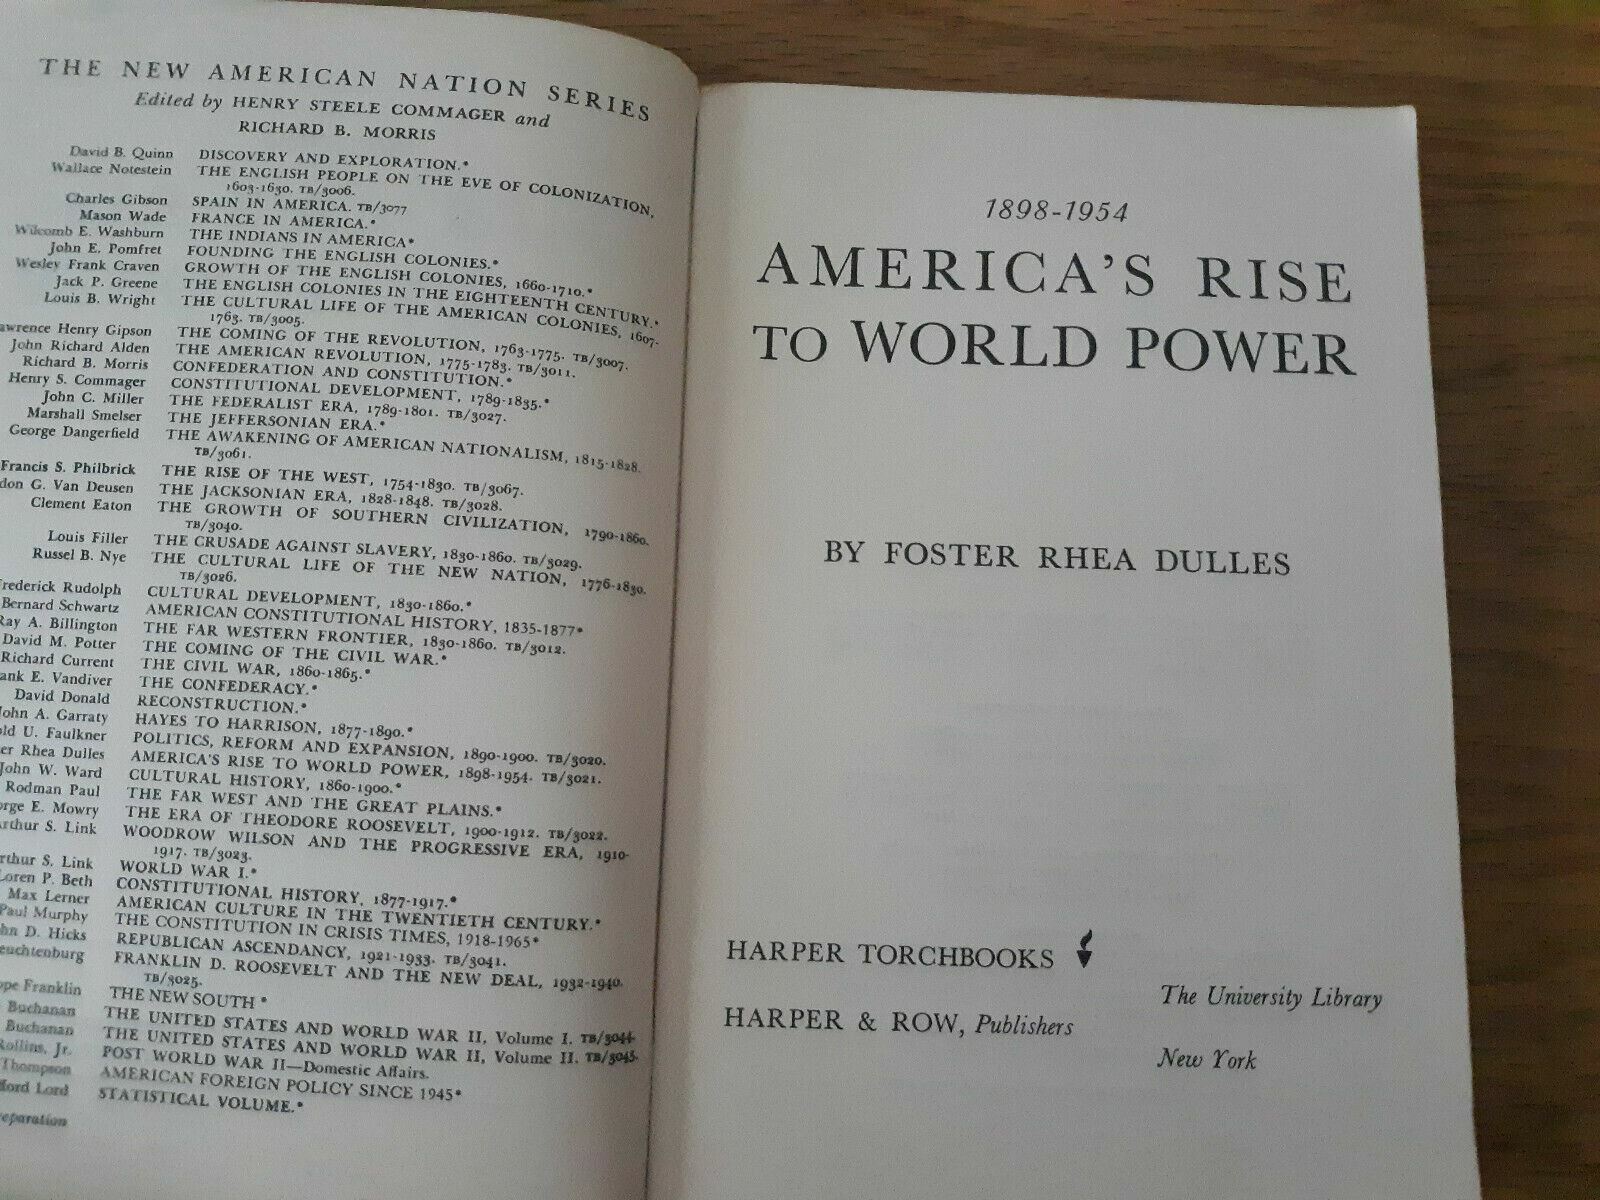 THE NEW AMERICAN NATION SERIES
Edited by HENRY STEELE COMMAGER and
RICHARD B. MORRIS
David B. Quinn DISCOVERY AND EXPLORATION.*
Wallace Notestein THE ENGLISH PEOPLE ON THE EVE OF COLONIZATION,
1603-1630. TB/3006.
Charles Gibson SPAIN IN AMERICA. TB/3077
Mason Wade FRANCE IN AMERICA.*
Wilcomb E. Washburn THE INDIANS IN AMERICA*
John E. Pomfret FOUNDING THE ENGLISH COLONIES.*
Wesley Frank Craven GROWTH OF THE ENGLISH COLONIES, 1660-1710.*
Jack P. Greene THE ENGLISH COLONIES IN THE EIGHTEENTH CENTURY.*
Louis B. Wright THE CULTURAL LIFE OF THE AMERICAN COLONIES, 1607-
1763. TB/3005.
awrence Henry Gipson THE COMING OF THE REVOLUTION, 1763-1775. TB/3007.
John Richard Alden THE AMERICAN REVOLUTION, 1775-1783. TB/3011.
Richard B. Morris CONFEDERATION AND CONSTITUTION.*
Henry S. Commager CONSTITUTIONAL DEVELOPMENT, 1789-1835.*
John C. Miller THE FEDERALIST ERA, 1789-1801. TB/3027.
Marshall Smelser THE JEFFERSONIAN ERA.*
George Dangerfield THE AWAKENING OF AMERICAN NATIONALISM, 1815-1828.
TB/3061.
Francis S. Philbrick THE RISE OF THE WEST, 1754-1830. TB/3067.
don G. Van Deusen THE JACKSONIAN ERA, 1828-1848. TB/3028.
Clement Eaton THE GROWTH OF SOUTHERN CIVILIZATION, 1790-1860.
TB/3040.
Louis Filler THE CRUSADE AGAINST SLAVERY, 1830-1860. TB/3029.
Russel B. Nye THE CULTURAL LIFE OF THE NEW NATION, 1776-1830.
TB/3026.
Frederick Rudolph CULTURAL DEVELOPMENT, 1830-1860.*
Bernard Schwartz AMERICAN CONSTITUTIONAL HISTORY, 1835-1877*
Ray A. Billington THE FAR WESTERN FRONTIER, 1830-1860. TB/3012.
David M. Potter THE COMING OF THE CIVIL WAR.*
Richard Current THE CIVIL WAR, 1860-1865.*
ank E. Vandiver THE CONFEDERACY.*
David Donald RECONSTRUCTION.*
John A. Garraty HAYES TO HARRISON, 1877-1890.*
ld U. Faulkner POLITICS, REFORM AND EXPANSION, 1890-1900. TB/3020.
er Rhea Dulles AMERICA'S RISE TO WORLD POWER, 1898-1954. TB/3021.
John W. Ward CULTURAL HISTORY, 1860-1900.*
Rodman Paul THE FAR WEST AND THE GREAT PLAINS.*
orge E. Mowry THE ERA OF THEODORE ROOSEVELT, 1900-1912. TB/3022.
Arthur S. Link WOODROW WILSON AND THE PROGRESSIVE ERA, 1910-
1917. TB/3023.
rthur S. Link WORLD WAR I.*
Loren P. Beth CONSTITUTIONAL HISTORY, 1877-1917.*
Max Lerner AMERICAN CULTURE IN THE TWENTIETH CENTURY.*
Paul Murphy THE CONSTITUTION IN CRISIS TIMES, 1918-1965*
hn D. Hicks REPUBLICAN ASCENDANCY, 1921-1933. TB/3041.
euchtenburg FRANKLIN D. ROOSEVELT AND THE NEW DEAL, 1932-1940.
TB/3025.
ope Franklin THE NEW SOUTH *
Buchanan THE UNITED STATES AND WORLD WAR II, Volume I. TB/3044.
Buchanan THE UNITED STATES AND WORLD WAR II, Volume II. TB/3045.
Rollins, Jr. POST WORLD WAR II—Domestic Affairs.
Thompson AMERICAN FOREIGN POLICY SINCE 1945*
fford Lord STATISTICAL VOLUME.*
reparation
1898-1954
AMERICA'S RISE
TO WORLD POWER
BY FOSTER RHEA DULLES
HARPER TORCHBOOKS
The University Library
HARPER & ROW, Publishers
New York